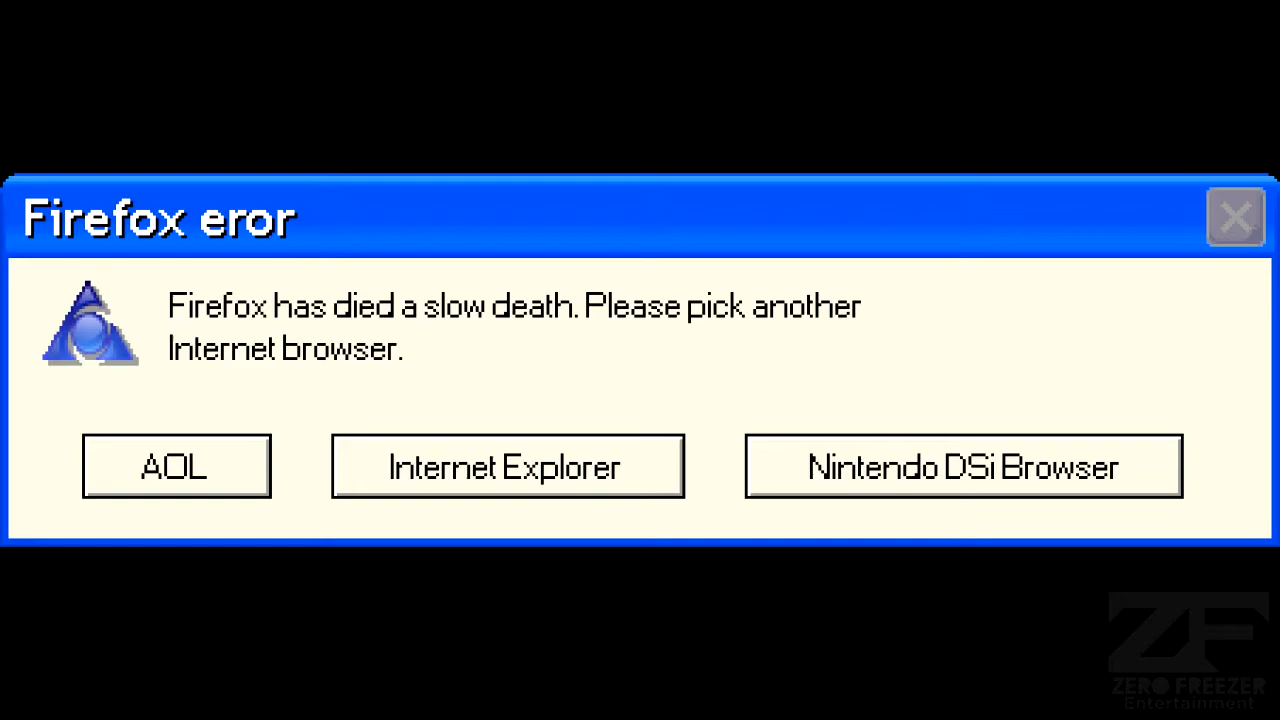 Firefox eror
Firefox has died a slow death. Please pick another
Internet browser.
AOL
Internet Explorer
Nintendo DSi Browser
ZF
ZERO FREEZER
Entertainment